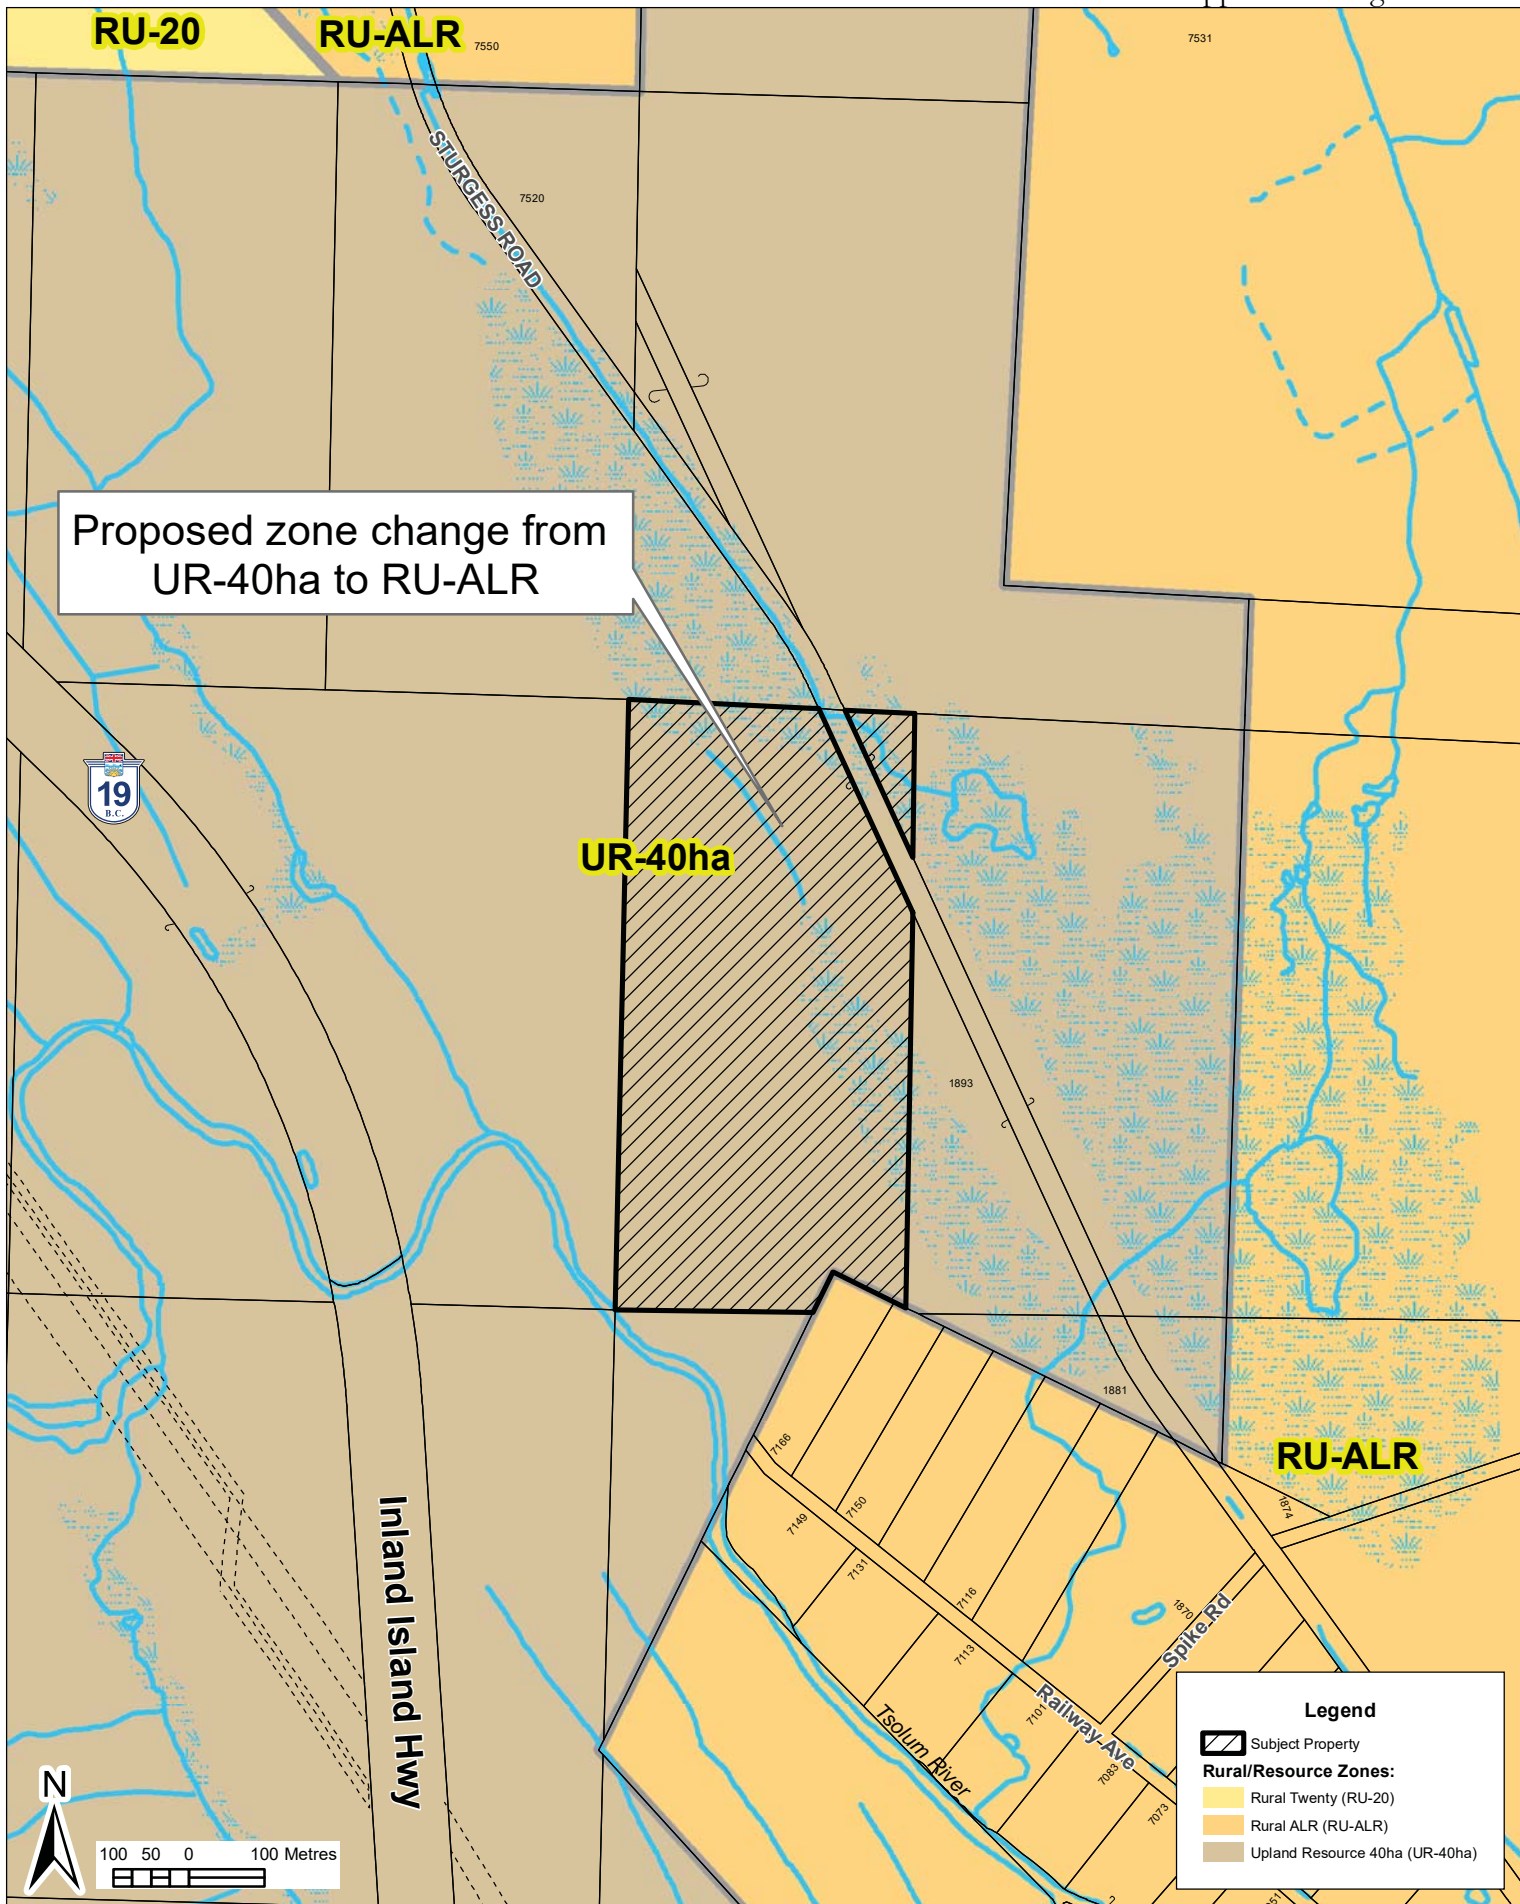 RU-20
RU-ALR
7550
7531
STURGESS ROAD
7520
Proposed zone change from
UR-40ha to RU-ALR
19
B.C.
UR-40ha
1893
1881
RU-ALR
7166
7150
7149
7131
1874
7116
7113
1870
Spike Rd
Inland Island Hwy
Tsolum River
7101
Railway Ave
7083
7073
N
100 50 0 100 Metres
Legend
Subject Property
Rural/Resource Zones:
Rural Twenty (RU-20)
Rural ALR (RU-ALR)
Upland Resource 40ha (UR-40ha)